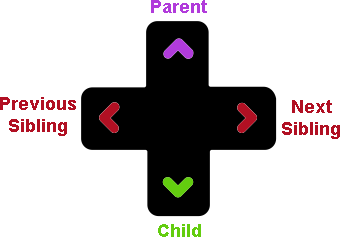 Parent
Previous
Sibling
Next
Sibling
Child